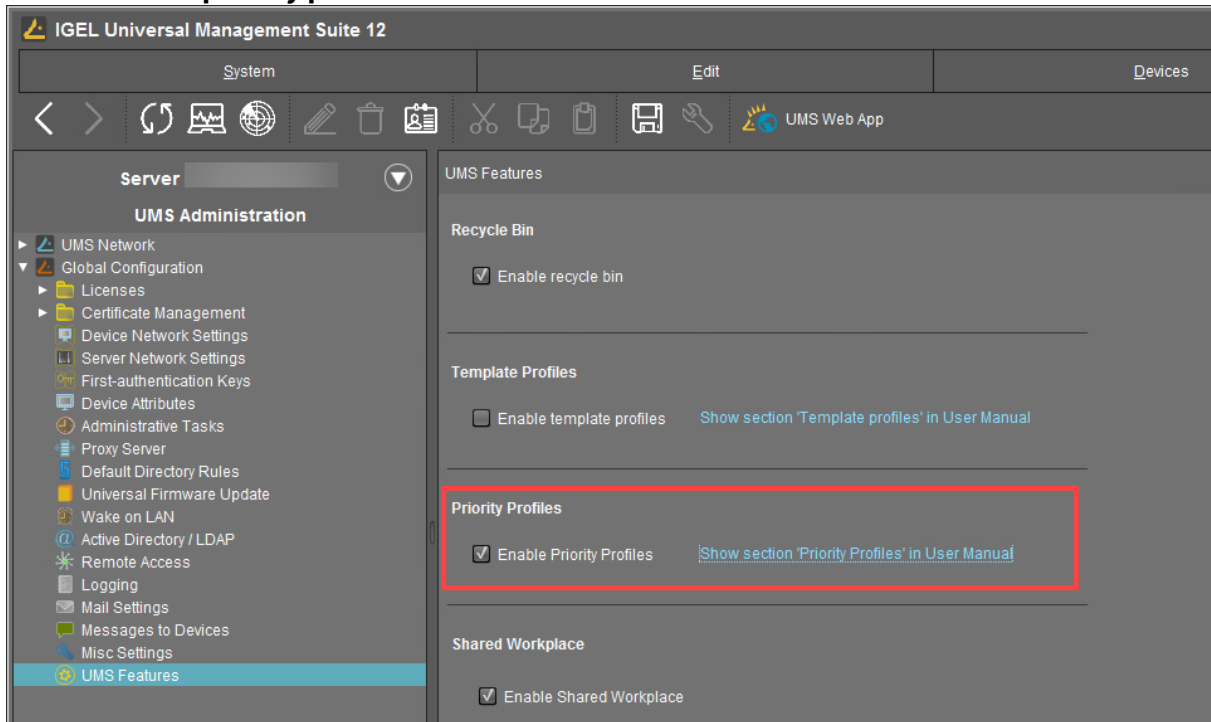 IGEL Universal Management Suite 12
System Edit Devices
UMS Web App
Server
UMS Administration
UMS Network
Global Configuration
Licenses
Certificate Management
Device Network Settings
Server Network Settings
First-authentication Keys
Device Attributes
Administrative Tasks
Proxy Server
Default Directory Rules
Universal Firmware Update
Wake on LAN
Active Directory / LDAP
Remote Access
Logging
Mail Settings
Messages to Devices
Misc Settings
UMS Features
UMS Features
Recycle Bin
Enable recycle bin
Template Profiles
Enable template profiles Show section 'Template profiles' in User Manual
Priority Profiles
Enable Priority Profiles Show section 'Priority Profiles' in User Manual
Shared Workplace
Enable Shared Workplace